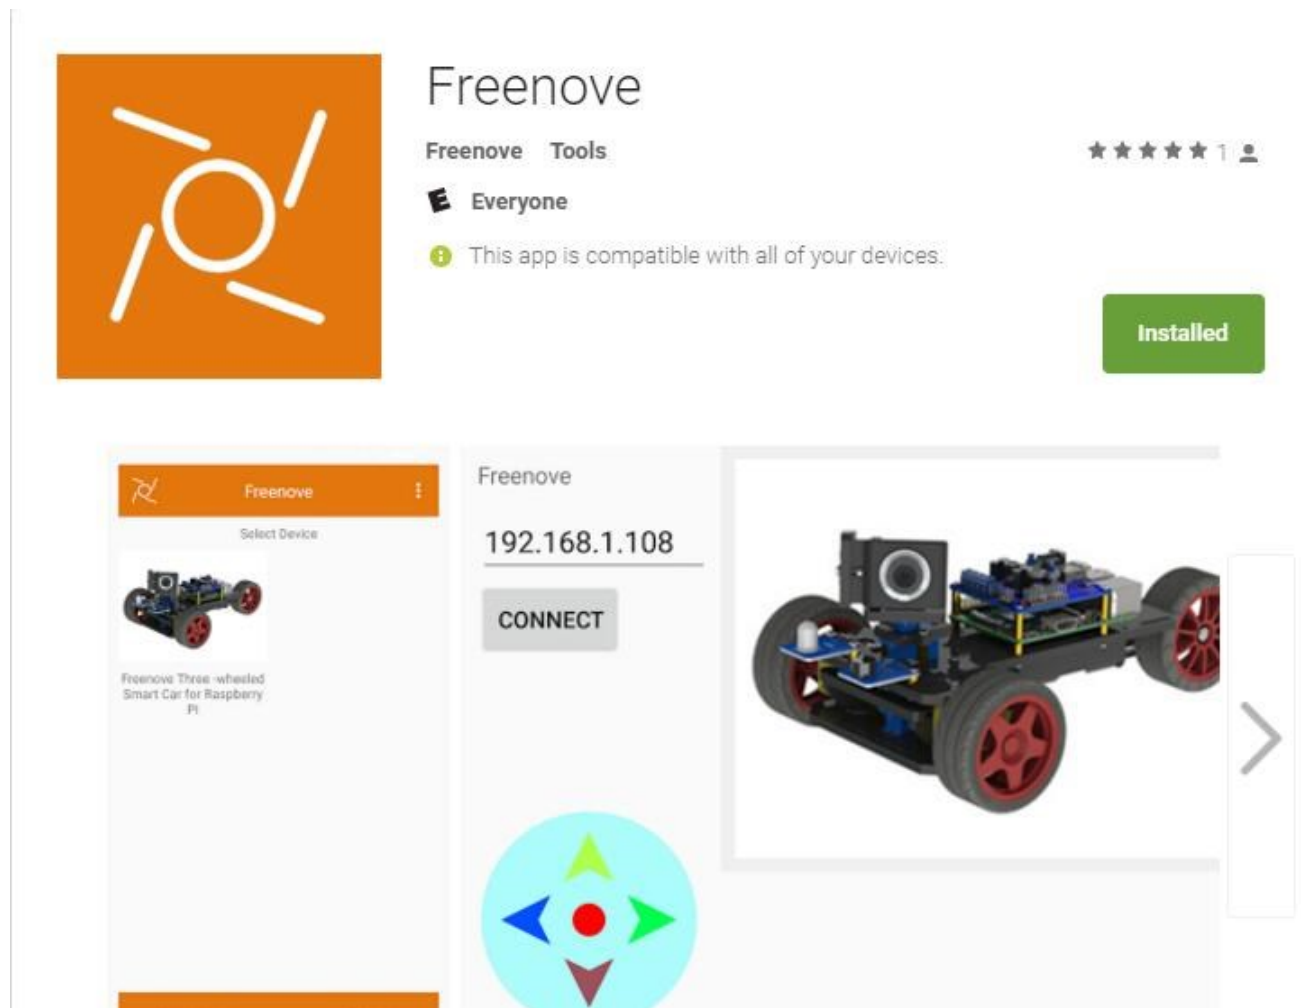 Freenove
Freenove Tools
1
E Everyone
This app is compatible with all of your devices.
Installed
Freenove
Select Device
Freenove Three -wheeled
Smart Car for Raspberry
Pi
Freenove
192.168.1.108
CONNECT